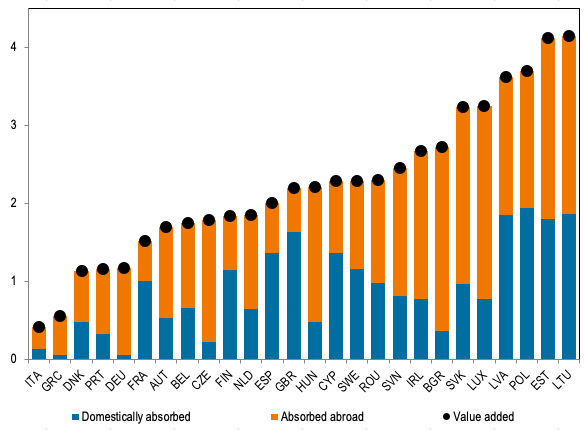 4
3
2
1
0
ITA GRC DNK PRT DEU FRA AUT BEL CZE FIN NLD ESP GBR HUN CYP SWE ROU SVN IRL BGR SVK LUX LVA POL EST LTU
Domestically absorbed Absorbed abroad Value added